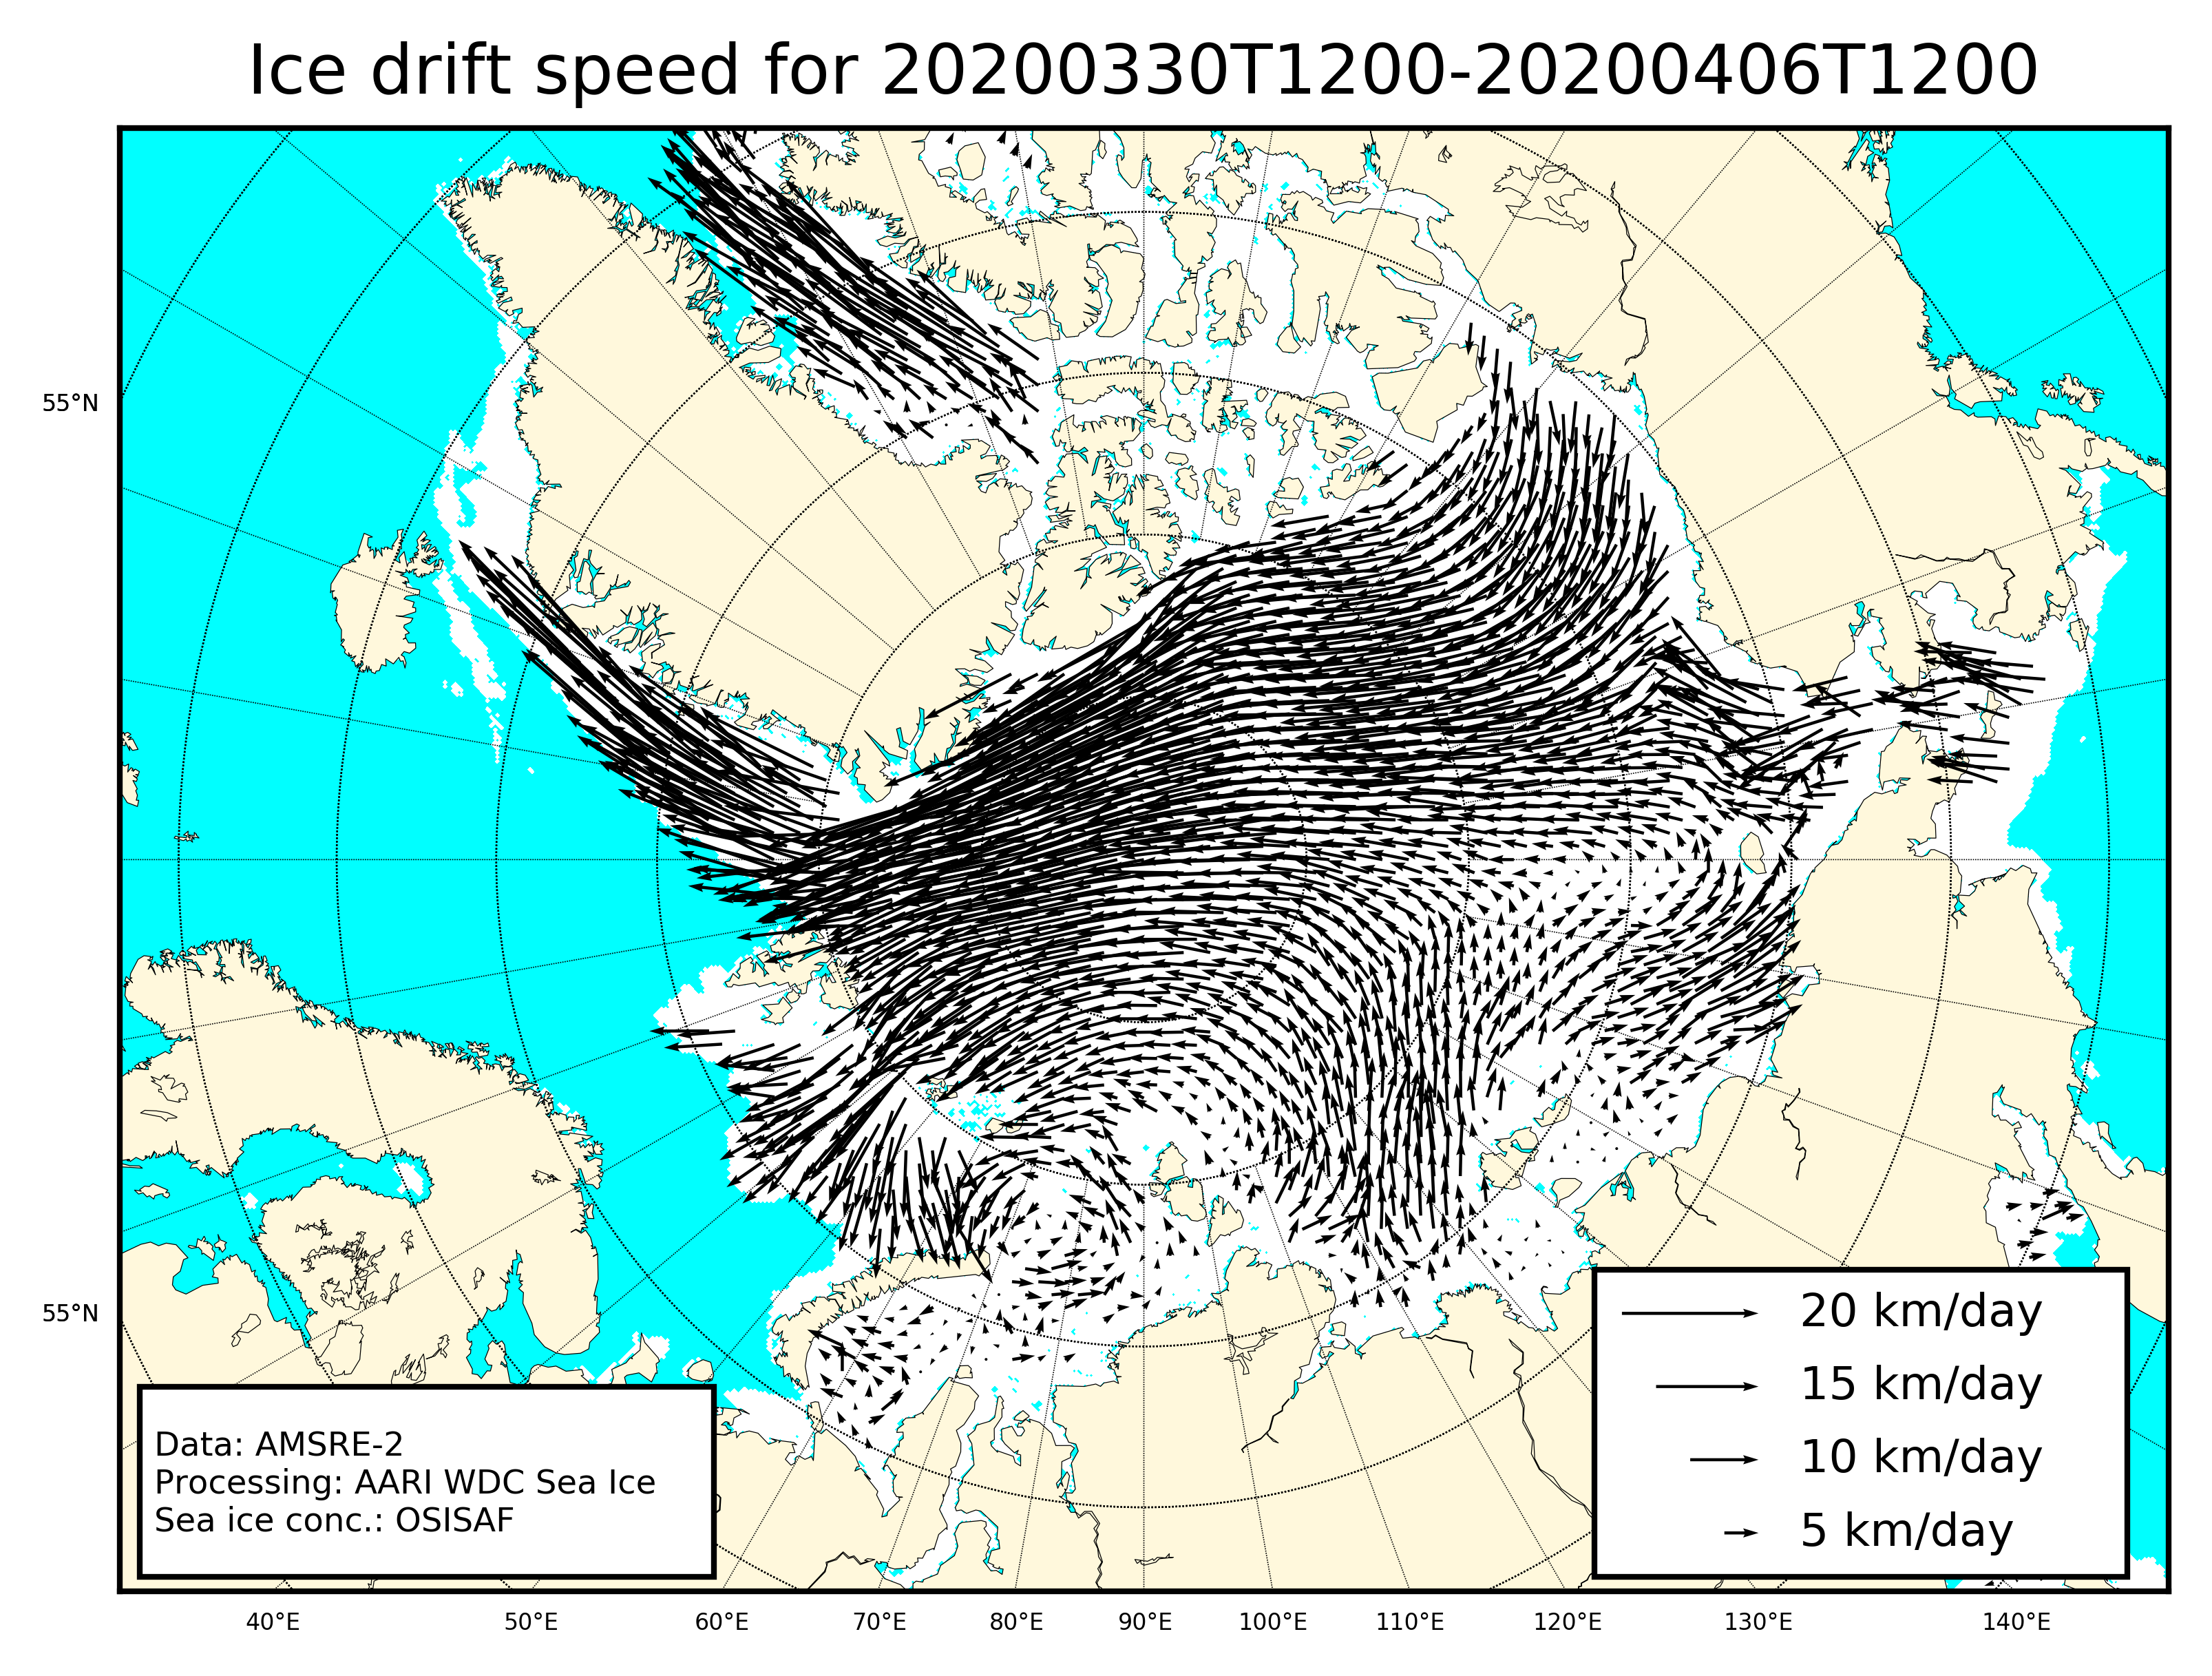 Ice drift speed for 20200330T1200-20200406T1200
55°N
55°N
20 km/day
15 km/day
10 km/day
5 km/day
Data: AMSRE-2
Processing: AARI WDC Sea Ice
Sea ice conc.: OSISAF
40°E 50°E 60°E 70°E 80°E 90°E 100°E 110°E 120°E 130°E 140°E